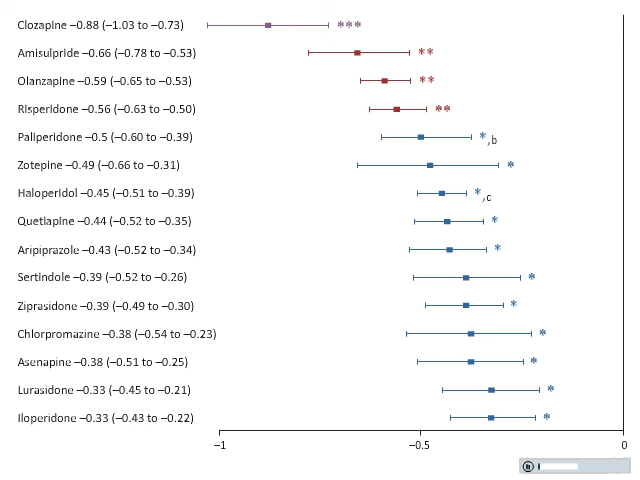 Clozapine –0.88 (–1.03 to –0.73) ***
Amisulpride –0.66 (–0.78 to –0.53) **
Olanzapine –0.59 (–0.65 to –0.53) **
Risperidone –0.56 (–0.63 to –0.50) **
Paliperidone –0.5 (–0.60 to –0.39) *,b
Zotepine –0.49 (–0.66 to –0.31) *
Haloperidol –0.45 (–0.51 to –0.39) *,c
Quetiapine –0.44 (–0.52 to –0.35) *
Aripiprazole –0.43 (–0.52 to –0.34) *
Sertindole –0.39 (–0.52 to –0.26) *
Ziprasidone –0.39 (–0.49 to –0.30) *
Chlorpromazine –0.38 (–0.54 to –0.23) *
Asenapine –0.38 (–0.51 to –0.25) *
Lurasidone –0.33 (–0.45 to –0.21) *
Iloperidone –0.33 (–0.43 to –0.22) *
–1 –0.5 0